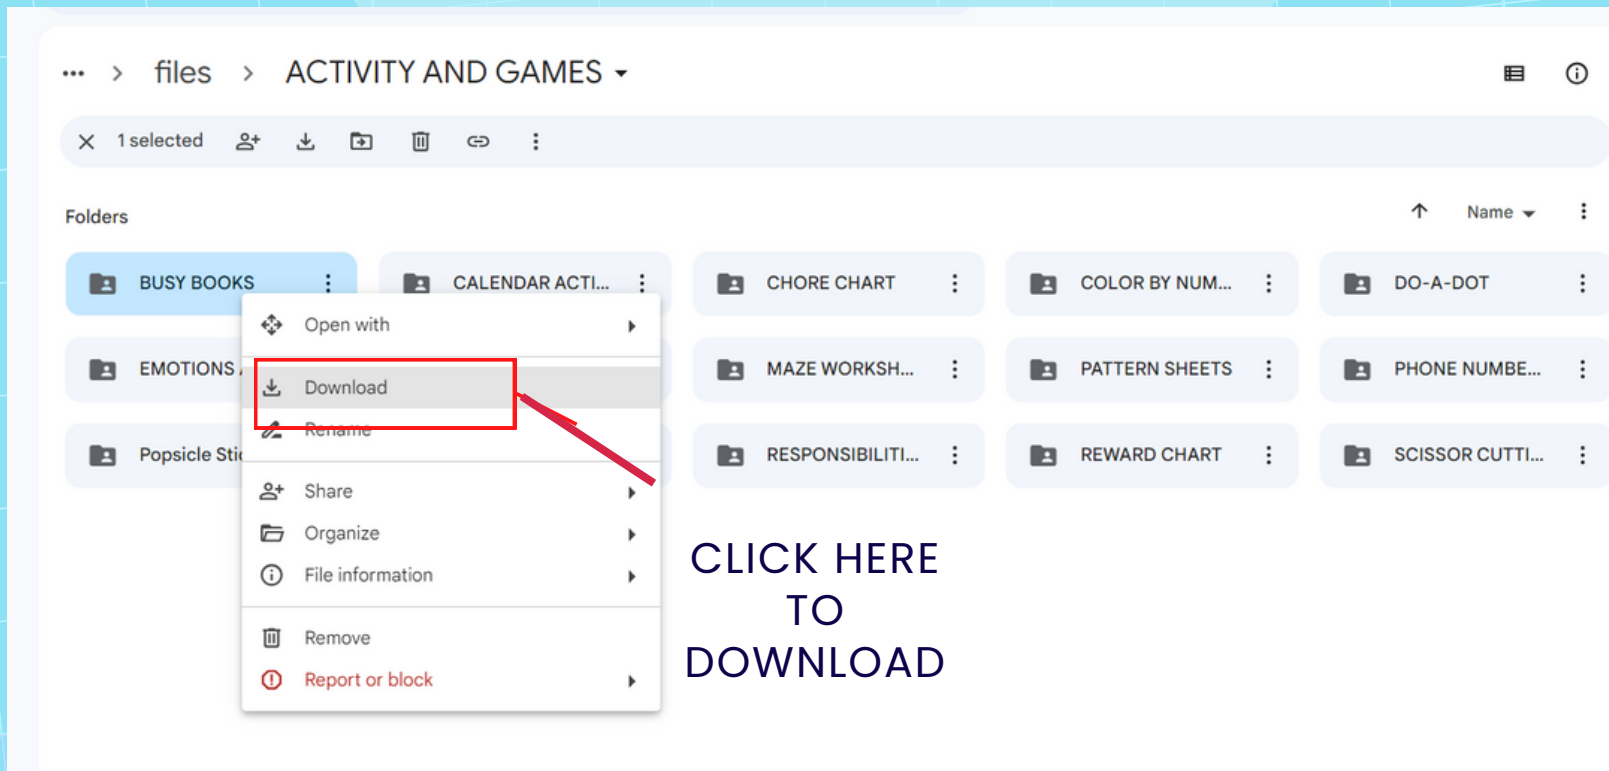 ... > files > ACTIVITY AND GAMES
1 selected
Folders
Name
BUSY BOOKS
CALENDAR ACTI...
CHORE CHART
COLOR BY NUM...
DO-A-DOT
Open with
EMOTIONS
MAZE WORKSH...
PATTERN SHEETS
PHONE NUMBE...
Download
Rename
Popsicle Stic
RESPONSIBILITI...
REWARD CHART
SCISSOR CUTTI...
Share
Organize
File information
Remove
Report or block
CLICK HERE
TO
DOWNLOAD